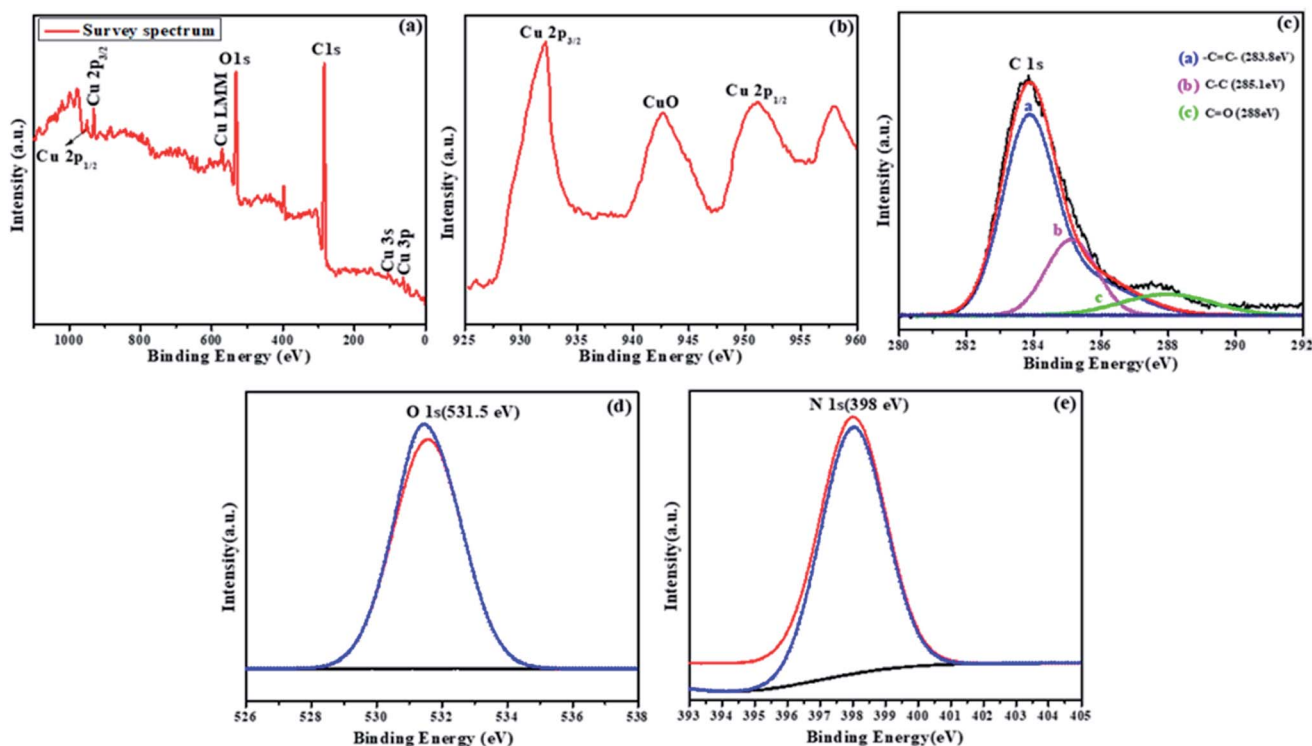 Survey spectrum
(a)
O1s
C1s
Cu 2p3/2
Cu LMM
Cu 2p1/2
Cu 3s
Cu 3p
Intensity (a.u.)
1000 800 600 400 200 0
Binding Energy (eV)
(b)
Cu 2p3/2
CuO
Cu 2p1/2
Intensity (a.u.)
925 930 935 940 945 950 955 960
Binding Energy (eV)
(c)
C 1s
(a) -C=C- (283.8eV)
(b) C-C (285.1eV)
(c) C=O (288eV)
a
b
c
Intensity (a.u.)
280 282 284 286 288 290 292
Binding Energy(eV)
(d)
O 1s(531.5 eV)
Intensity(a.u.)
526 530 532 534 536 538
Binding Energy (eV)
(e)
N 1s(398 eV)
Intensity(a.u.)
393 394 395 396 397 398 399 400 401 402 403 404 405
Binding Energy(eV)